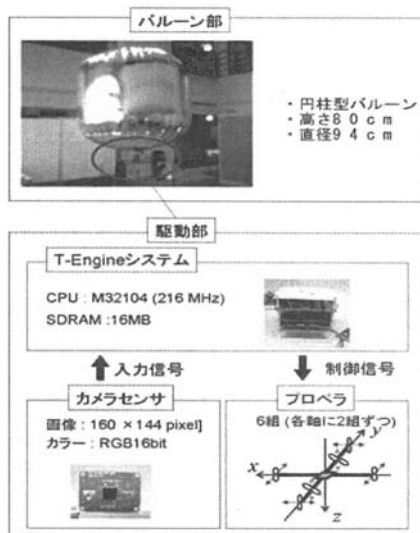 バルーン部
・円柱型バルーン
・高さ80cm
・直径94cm
駆動部
T-Engineシステム
CPU : M32104 (216 MHz)
SDRAM :16MB
入力信号
制御信号
カメラセンサ
画像 : 160 ×144 pixel]
カラー : RGB16bit
プロペラ
6組 (各軸に2組ずつ)
y
x
z